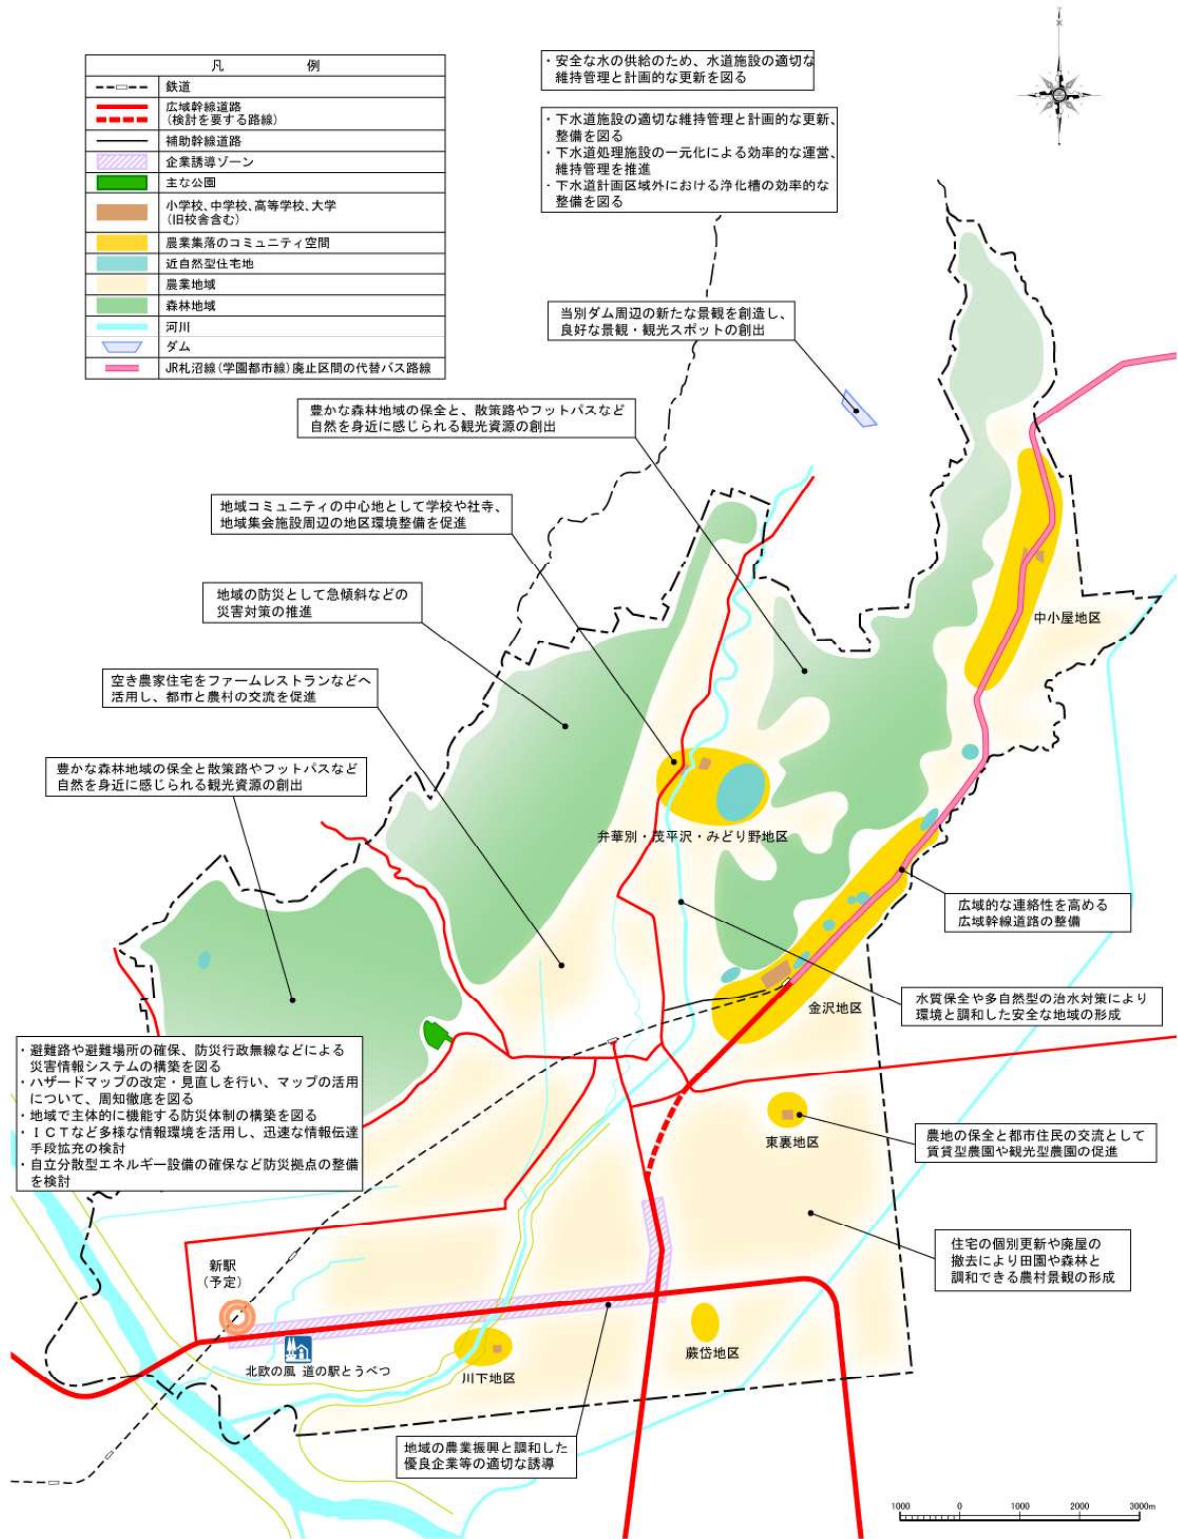 凡　例
鉄道
広域幹線道路
(検討を要する路線)
補助幹線道路
企業誘導ゾーン
主な公園
小学校、中学校、高等学校、大学
(旧校舎含む)
農業集落のコミュニティ空間
近自然型住宅地
農業地域
森林地域
河川
ダム
JR札沼線(学園都市線)廃止区間の代替バス路線
・安全な水の供給のため、水道施設の適切な
維持管理と計画的な更新を図る
・下水道施設の適切な維持管理と計画的な更新、
整備を図る
・下水道処理施設の一元化による効率的な運営、
維持管理を推進
・下水道計画区域外における浄化槽の効率的な
整備を図る
当別ダム周辺の新たな景観を創造し、
良好な景観・観光スポットの創出
豊かな森林地域の保全と、散策路やフットパスなど
自然を身近に感じられる観光資源の創出
地域コミュニティの中心地として学校や社寺、
地域集会施設周辺の地区環境整備を促進
地域の防災として急傾斜などの
災害対策の推進
中小屋地区
空き農家住宅をファームレストランなどへ
活用し、都市と農村の交流を促進
豊かな森林地域の保全と散策路やフットパスなど
自然を身近に感じられる観光資源の創出
弁華別・茂平沢・みどり野地区
広域的な連絡性を高める
広域幹線道路の整備
水質保全や多自然型の治水対策により
環境と調和した安全な地域の形成
金沢地区
・避難路や避難場所の確保、防災行政無線などによる
災害情報システムの構築を図る
・ハザードマップの改定・見直しを行い、マップの活用
について、周知徹底を図る
・地域で主体的に機能する防災体制の構築を図る
・ＩＣＴなど多様な情報環境を活用し、迅速な情報伝達
手段拡充の検討
・自立分散型エネルギー設備の確保など防災拠点の整備
を検討
東裏地区
農地の保全と都市住民の交流として
賃貸型農園や観光型農園の促進
住宅の個別更新や廃屋の
撤去により田園や森林と
調和できる農村景観の形成
新駅
(予定)
北欧の風 道の駅とうべつ
川下地区
蕨岱地区
地域の農業振興と調和した
優良企業等の適切な誘導
1000 0 1000 2000 3000m